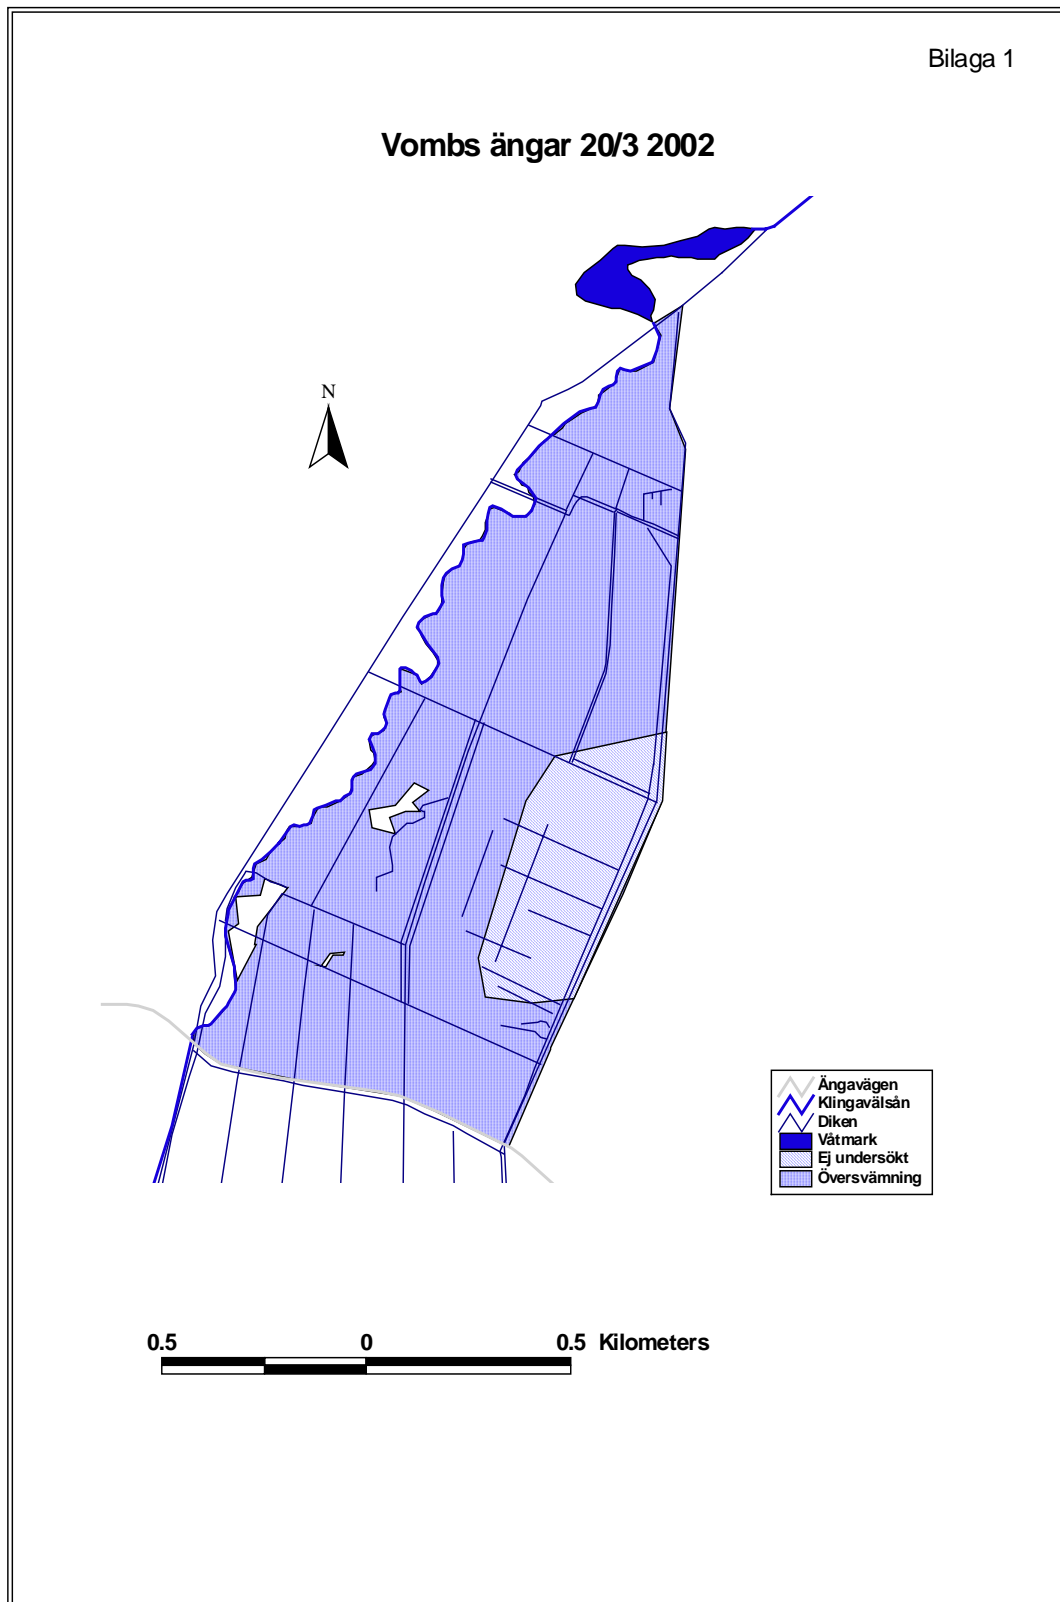 Bilaga 1
Vombs ängar 20/3 2002
N
Ängavägen
Klingavälsån
Diken
Våtmark
Ej undersökt
Översvämning
0.5 0 0.5 Kilometers